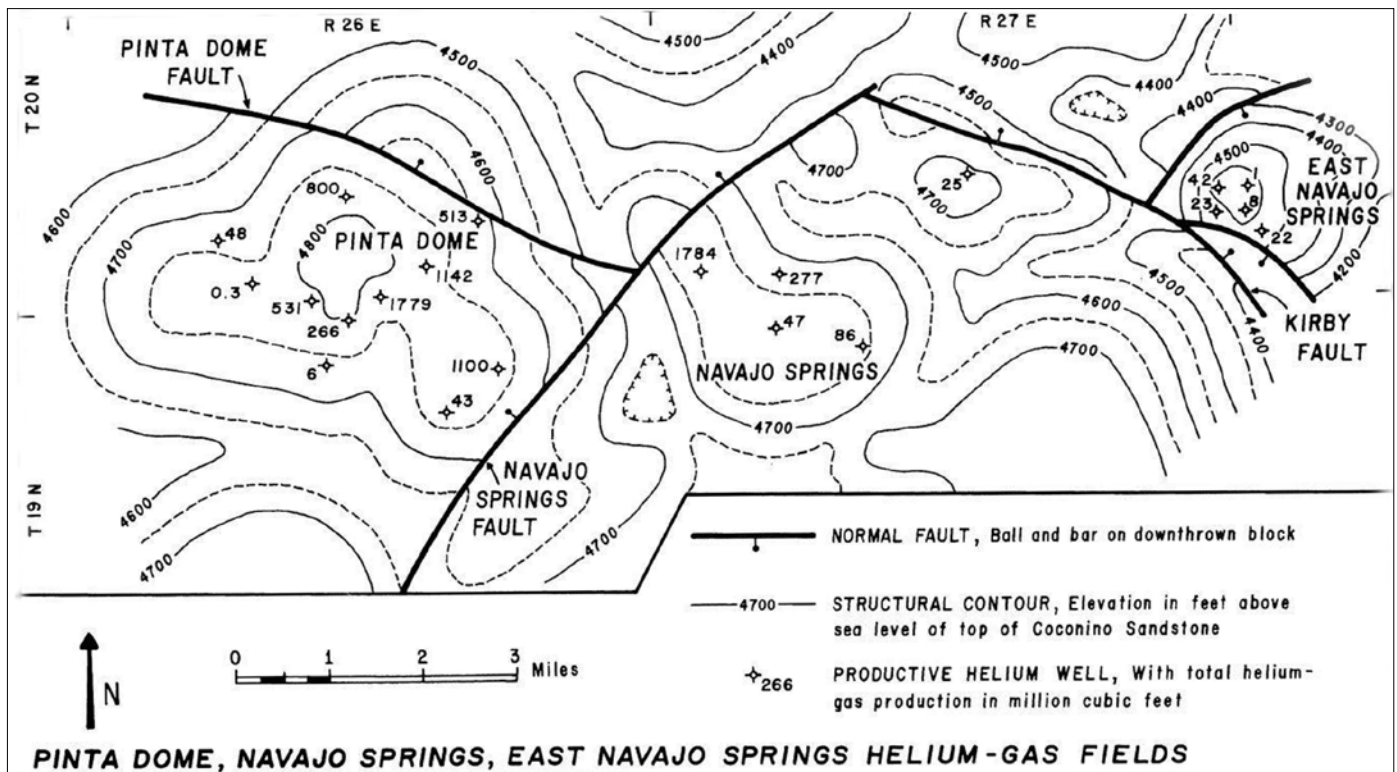 R 26 E
R 27 E
T 20 N
T 19 N
PINTA DOME
FAULT
4500
4500
4400
4400
4500
4400
4400
4300
4400
4500
4600
4600
4700
4700
4700
4800
4200
EAST
NAVAJO
SPRINGS
PINTA DOME
800
513
48
0.3
531
266
1142
1779
6
1100
43
1784
277
47
86
25
42
1
23
8
22
NAVAJO SPRINGS
4700
4500
4600
4700
4400
KIRBY
FAULT
NAVAJO
SPRINGS
FAULT
4600
4700
4700
NORMAL FAULT, Ball and bar on downthrown block
4700
STRUCTURAL CONTOUR, Elevation in feet above
sea level of top of Coconino Sandstone
266
PRODUCTIVE HELIUM WELL, With total helium-
gas production in million cubic feet
N
0 1 2 3
Miles
PINTA DOME, NAVAJO SPRINGS, EAST NAVAJO SPRINGS HELIUM-GAS FIELDS